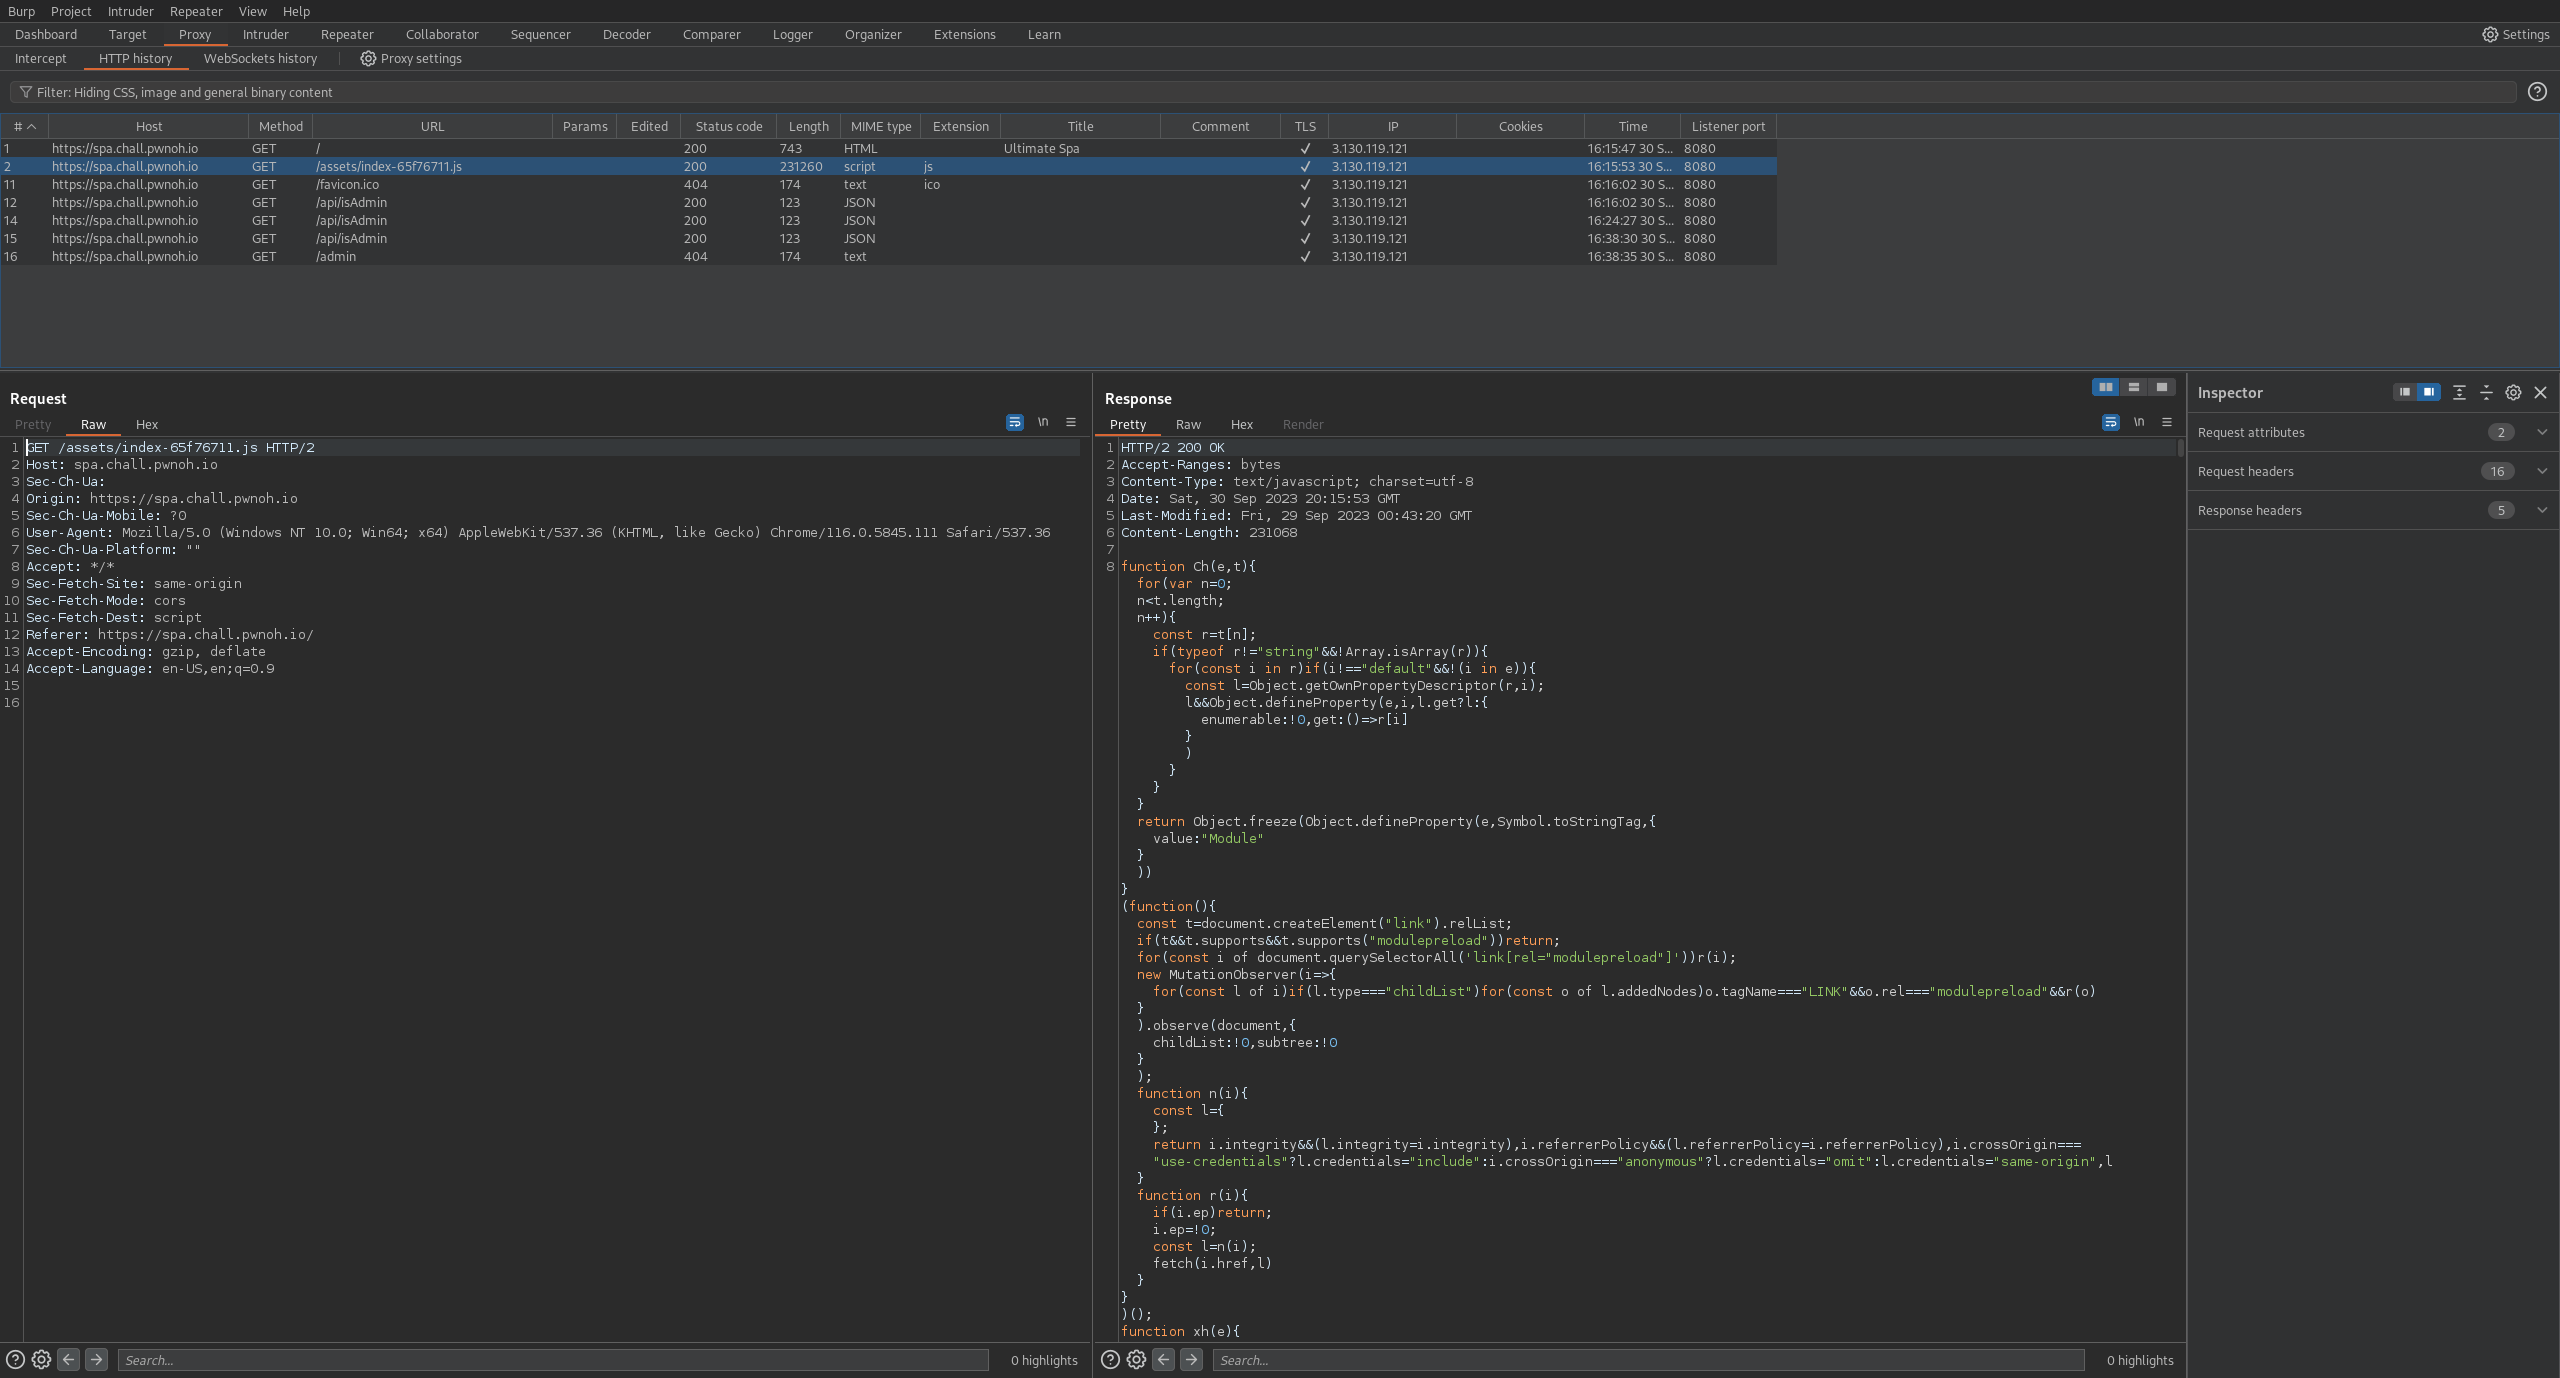 Burp Project Intruder Repeater View Help
Dashboard Target Proxy Intruder Repeater Collaborator Sequencer Decoder Comparer Logger Organizer Extensions Learn Settings
Intercept HTTP history WebSockets history Proxy settings
Filter: Hiding CSS, image and general binary content
# Host Method URL Params Edited Status code Length MIME type Extension Title Comment TLS IP Cookies Time Listener port
1 https://spa.chall.pwnoh.io GET / 200 743 HTML Ultimate Spa ✓ 3.130.119.121 16:15:47 30 S... 8080
2 https://spa.chall.pwnoh.io GET /assets/index-65f76711.js 200 231260 script js ✓ 3.130.119.121 16:15:53 30 S... 8080
11 https://spa.chall.pwnoh.io GET /favicon.ico 404 174 text ico ✓ 3.130.119.121 16:16:02 30 S... 8080
12 https://spa.chall.pwnoh.io GET /api/isAdmin 200 123 JSON ✓ 3.130.119.121 16:16:02 30 S... 8080
14 https://spa.chall.pwnoh.io GET /api/isAdmin 200 123 JSON ✓ 3.130.119.121 16:24:27 30 S... 8080
15 https://spa.chall.pwnoh.io GET /api/isAdmin 200 123 JSON ✓ 3.130.119.121 16:38:30 30 S... 8080
16 https://spa.chall.pwnoh.io GET /admin 404 174 text ✓ 3.130.119.121 16:38:35 30 S... 8080
Request
Pretty Raw Hex \n
1 GET /assets/index-65f76711.js HTTP/2
2 Host: spa.chall.pwnoh.io
3 Sec-Ch-Ua:
4 Origin: https://spa.chall.pwnoh.io
5 Sec-Ch-Ua-Mobile: ?0
6 User-Agent: Mozilla/5.0 (Windows NT 10.0; Win64; x64) AppleWebKit/537.36 (KHTML, like Gecko) Chrome/116.0.5845.111 Safari/537.36
7 Sec-Ch-Ua-Platform: ""
8 Accept: */*
9 Sec-Fetch-Site: same-origin
10 Sec-Fetch-Mode: cors
11 Sec-Fetch-Dest: script
12 Referer: https://spa.chall.pwnoh.io/
13 Accept-Encoding: gzip, deflate
14 Accept-Language: en-US,en;q=0.9
15
16
Search... 0 highlights
Response
Pretty Raw Hex Render \n
1 HTTP/2 200 OK
2 Accept-Ranges: bytes
3 Content-Type: text/javascript; charset=utf-8
4 Date: Sat, 30 Sep 2023 20:15:53 GMT
5 Last-Modified: Fri, 29 Sep 2023 00:43:20 GMT
6 Content-Length: 231068
7
8 function Ch(e,t){
for(var n=0;
n<t.length;
n++){
const r=t[n];
if(typeof r!="string"&&!Array.isArray(r)){
for(const i in r)if(i!=="default"&&!(i in e)){
const l=Object.getOwnPropertyDescriptor(r,i);
l&&Object.defineProperty(e,i,l.get?l:{
enumerable:!0,get:()=>r[i]
}
)
}
}
}
return Object.freeze(Object.defineProperty(e,Symbol.toStringTag,{
value:"Module"
}
))
}
(function(){
const t=document.createElement("link").relList;
if(t&&t.supports&&t.supports("modulepreload"))return;
for(const i of document.querySelectorAll('link[rel="modulepreload"]'))r(i);
new MutationObserver(i=>{
for(const l of i)if(l.type==="childList")for(const o of l.addedNodes)o.tagName==="LINK"&&o.rel==="modulepreload"&&r(o)
}
).observe(document,{
childList:!0,subtree:!0
}
);
function n(i){
const l={
};
return i.integrity&&(l.integrity=i.integrity),i.referrerPolicy&&(l.referrerPolicy=i.referrerPolicy),i.crossOrigin===
"use-credentials"?l.credentials="include":i.crossOrigin==="anonymous"?l.credentials="omit":l.credentials="same-origin",l
}
function r(i){
if(i.ep)return;
i.ep=!0;
const l=n(i);
fetch(i.href,l)
}
}
)();
function xh(e){
Search... 0 highlights
Inspector
Request attributes 2
Request headers 16
Response headers 5